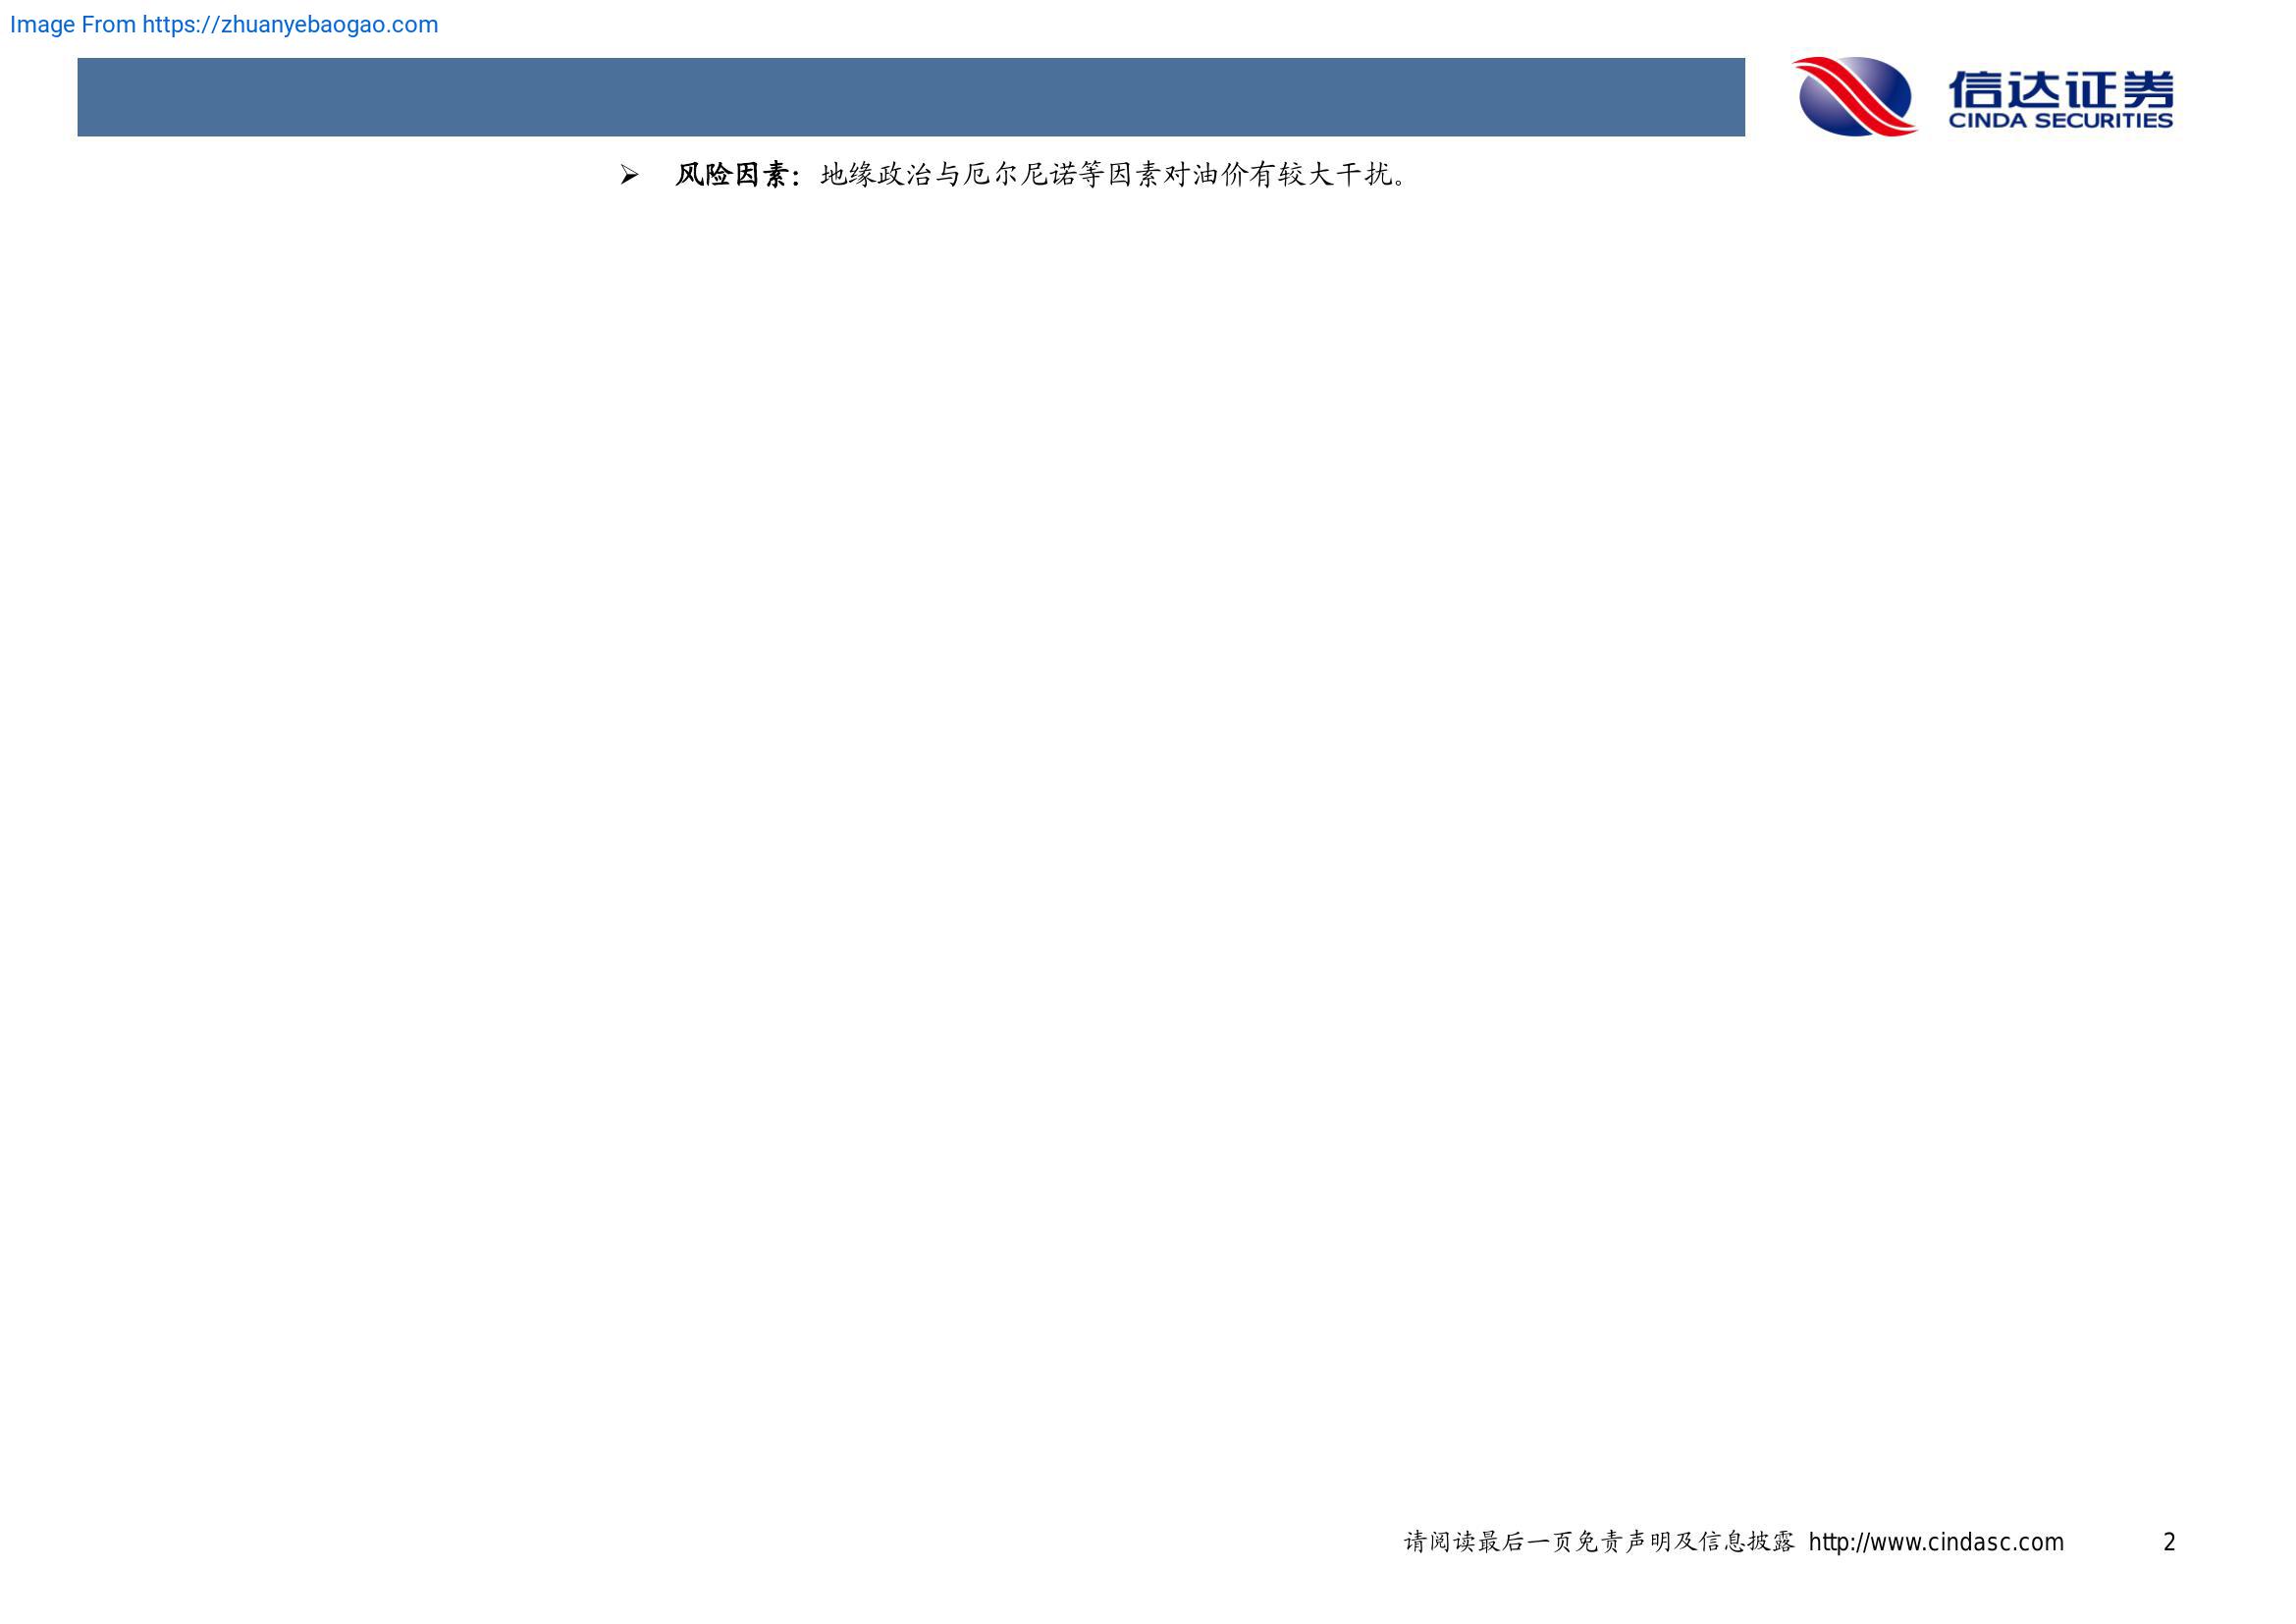 Image From https://zhuanyebaogao.com
信达证券
CINDA SECURITIES
➢ 风险因素：地缘政治与厄尔尼诺等因素对油价有较大干扰。
请阅读最后一页免责声明及信息披露 http://www.cindasc.com 2